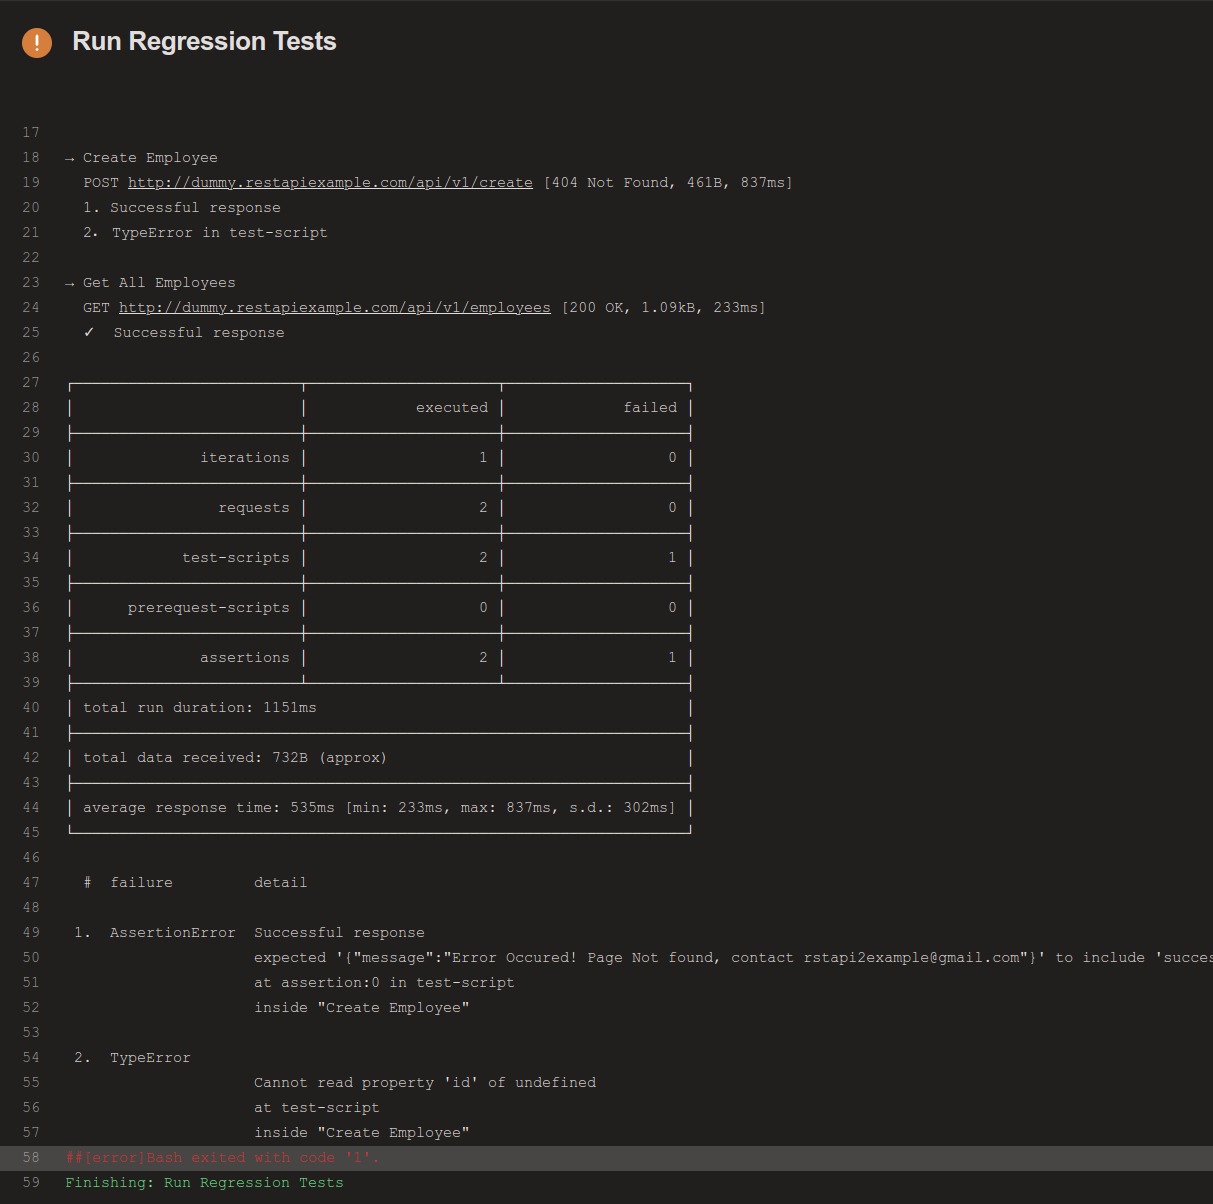 Run Regression Tests
17
18 → Create Employee
19 POST http://dummy.restapiexample.com/api/v1/create [404 Not Found, 461B, 837ms]
20 1. Successful response
21 2. TypeError in test-script
22
23 → Get All Employees
24 GET http://dummy.restapiexample.com/api/v1/employees [200 OK, 1.09kB, 233ms]
25 ✓ Successful response
26
27
28 executed failed
29
30 iterations 1 0
31
32 requests 2 0
33
34 test-scripts 2 1
35
36 prerequest-scripts 0 0
37
38 assertions 2 1
39
40 total run duration: 1151ms
41
42 total data received: 732B (approx)
43
44 average response time: 535ms [min: 233ms, max: 837ms, s.d.: 302ms]
45
46
47 # failure detail
48
49 1. AssertionError Successful response
50 expected '{"message":"Error Occured! Page Not found, contact rstapi2example@gmail.com"}' to include 'succes
51 at assertion:0 in test-script
52 inside "Create Employee"
53
54 2. TypeError
55 Cannot read property 'id' of undefined
56 at test-script
57 inside "Create Employee"
58 ##[error]Bash exited with code '1'.
59 Finishing: Run Regression Tests